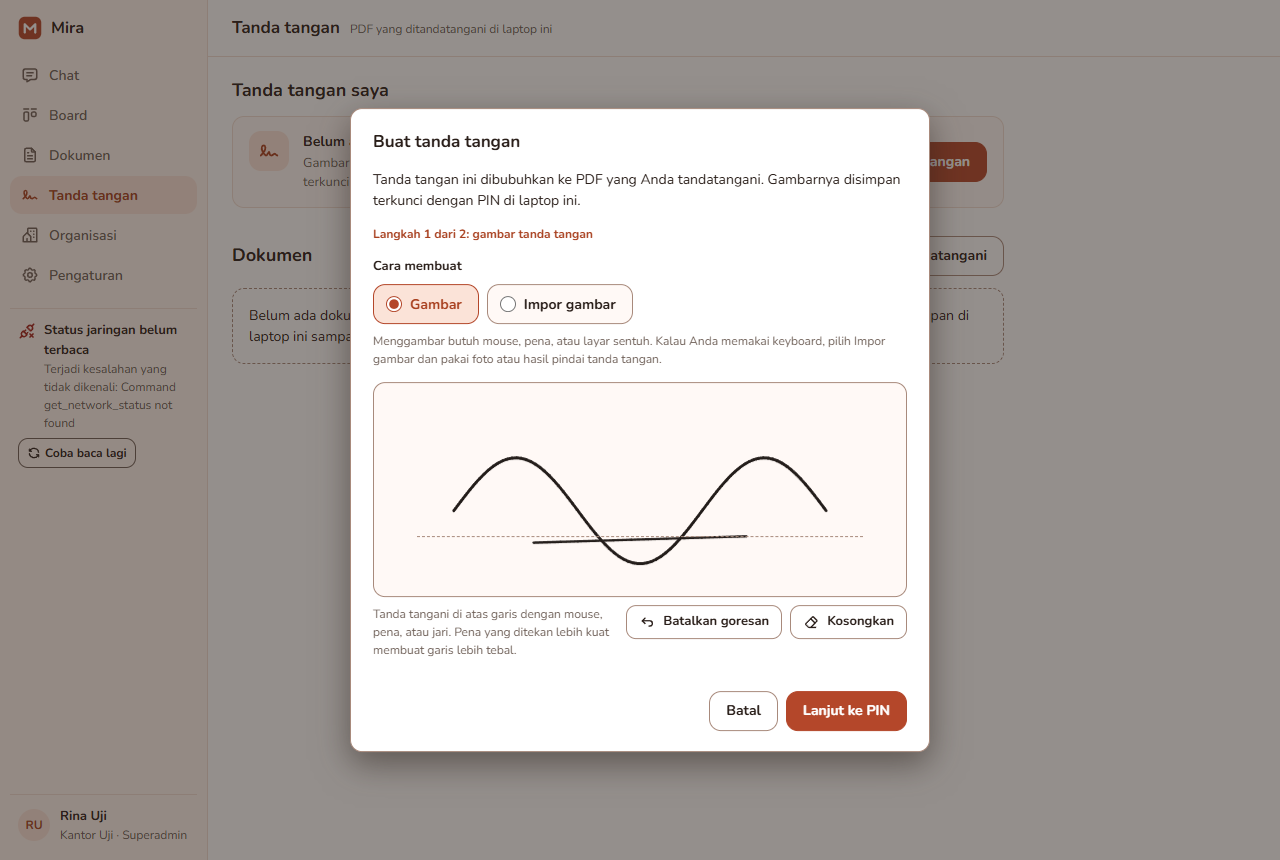 Mira
Chat
Board
Dokumen
Tanda tangan
Organisasi
Pengaturan
Status jaringan belum
terbaca
Terjadi kesalahan yang
tidak dikenali: Command
get_network_status not
found
Coba baca lagi
RU
Rina Uji
Kantor Uji · Superadmin
Tanda tangan PDF yang ditandatangani di laptop ini
Tanda tangan saya
Belum
Gambar
terkunci
angan
Dokumen
atangani
Belum ada doku
pan di
laptop ini sampa
Buat tanda tangan
Tanda tangan ini dibubuhkan ke PDF yang Anda tandatangani. Gambarnya disimpan
terkunci dengan PIN di laptop ini.
Langkah 1 dari 2: gambar tanda tangan
Cara membuat
Gambar
Impor gambar
Menggambar butuh mouse, pena, atau layar sentuh. Kalau Anda memakai keyboard, pilih Impor
gambar dan pakai foto atau hasil pindai tanda tangan.
Tanda tangani di atas garis dengan mouse,
pena, atau jari. Pena yang ditekan lebih kuat
membuat garis lebih tebal.
Batalkan goresan
Kosongkan
Batal
Lanjut ke PIN